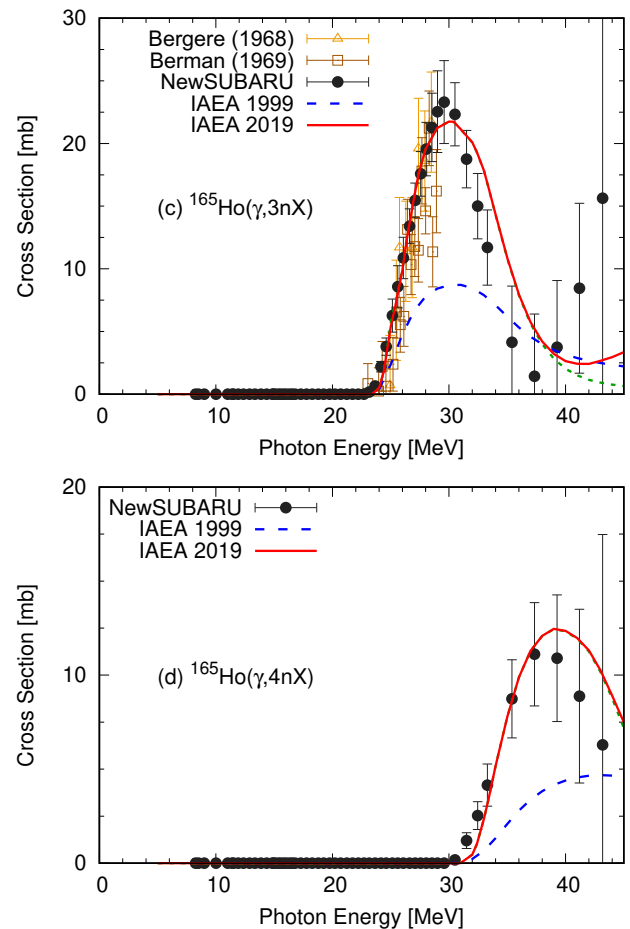 30
20
10
0
Cross Section [mb]
Bergere (1968)
Berman (1969)
NewSUBARU
IAEA 1999
IAEA 2019
(c) ¹⁶⁵Ho(γ,3nX)
0 10 20 30 40
Photon Energy [MeV]
20
10
0
Cross Section [mb]
NewSUBARU
IAEA 1999
IAEA 2019
(d) ¹⁶⁵Ho(γ,4nX)
0 10 20 30 40
Photon Energy [MeV]